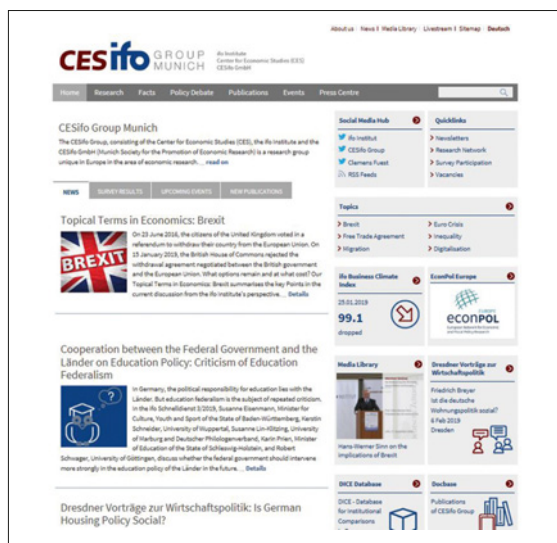 About us News Media Library Livestream Sitemap Deutsch
CESifo GROUP MUNICH
ifo Institute
Center for Economic Studies (CES)
CESifo GmbH
Home Research Facts Policy Debate Publications Events Press Centre
CESifo Group Munich
The CESifo Group, consisting of the Center for Economic Studies (CES), the ifo Institute and the
CESifo GmbH (Munich Society for the Promotion of Economic Research) is a research group
unique in Europe in the area of economic research. ... read on
NEWS SURVEY RESULTS UPCOMING EVENTS NEW PUBLICATIONS
Topical Terms in Economics: Brexit
BREXIT
On 23 June 2016, the citizens of the United Kingdom voted in a
referendum to withdraw their country from the European Union. On
15 January 2019, the British House of Commons rejected the
withdrawal agreement negotiated between the British government
and the European Union. What options remain and at what cost? Our
Topical Terms in Economics: Brexit summarises the key Points in the
current discussion from the ifo institute's perspective. ... Details
Cooperation between the Federal Government and the
Länder on Education Policy: Criticism of Education
Federalism
?
In Germany, the political responsibility for education lies with the
Länder. But education federalism is the subject of repeated criticism.
In the ifo Schnelldienst 3/2019, Susanne Eisenmann, Minister for
Culture, Youth and Sport of the State of Baden-Württemberg, Kerstin
Schneider, University of Wuppertal, Susanne Lin-Klitzing, University
of Marburg and Deutscher Philologenverband, Karin Prien, Minister
of Education of the State of Schleswig-Holstein, and Robert
Schwager, University of Göttingen, discuss whether the federal government should intervene
more strongly in the education policy of the Länder in the future. ... Details
Dresdner Vorträge zur Wirtschaftspolitik: Is German
Housing Policy Social?
Social Media Hub
ifo Institut
CESifo Group
Clemens Fuest
RSS Feeds
Quicklinks
Newsletters
Research Network
Survey Participation
Vacancies
Topics
Brexit
Free Trade Agreement
Migration
Euro Crisis
Inequality
Digitalisation
ifo Business Climate
Index
25.01.2019
99.1
dropped
EconPol Europe
EUROPE
econPOL
Media Library
Hans-Werner Sinn on the
implications of Brexit
Dresdner Vorträge zur
Wirtschaftspolitik
Friedrich Breyer
Ist die deutsche
Wohnungspolitik sozial?
6 Feb 2019
Dresden
DICE Database
DICE - Database
for Institutional
Comparisons
Docbase
Publications
of CESifo Group